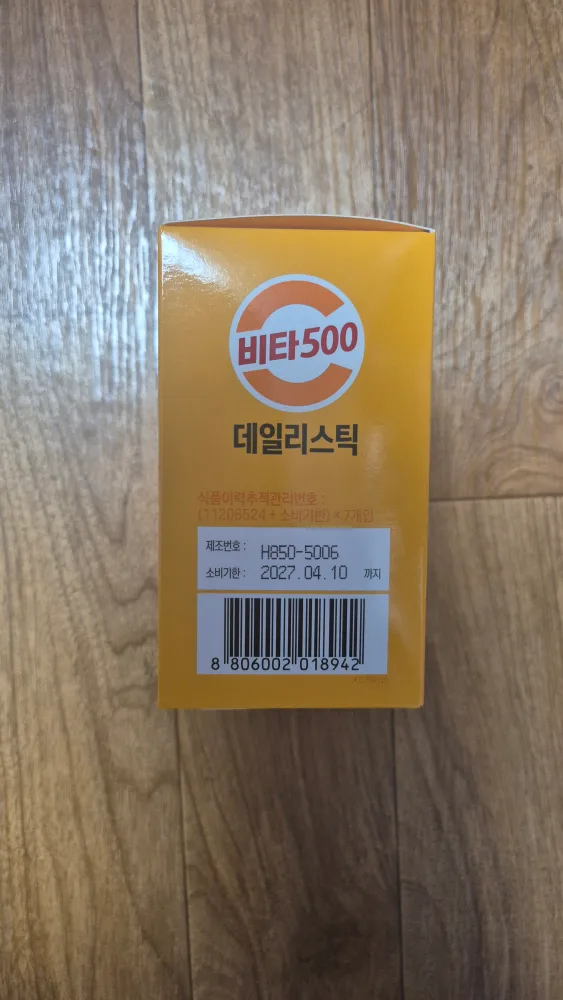 비타500
데일리스틱
식품이력추적관리번호 :
(11206524 + 소비기한) × 7개입
제조번호 : H850-5006
소비기한 : 2027.04.10 까지
8 806002 018942